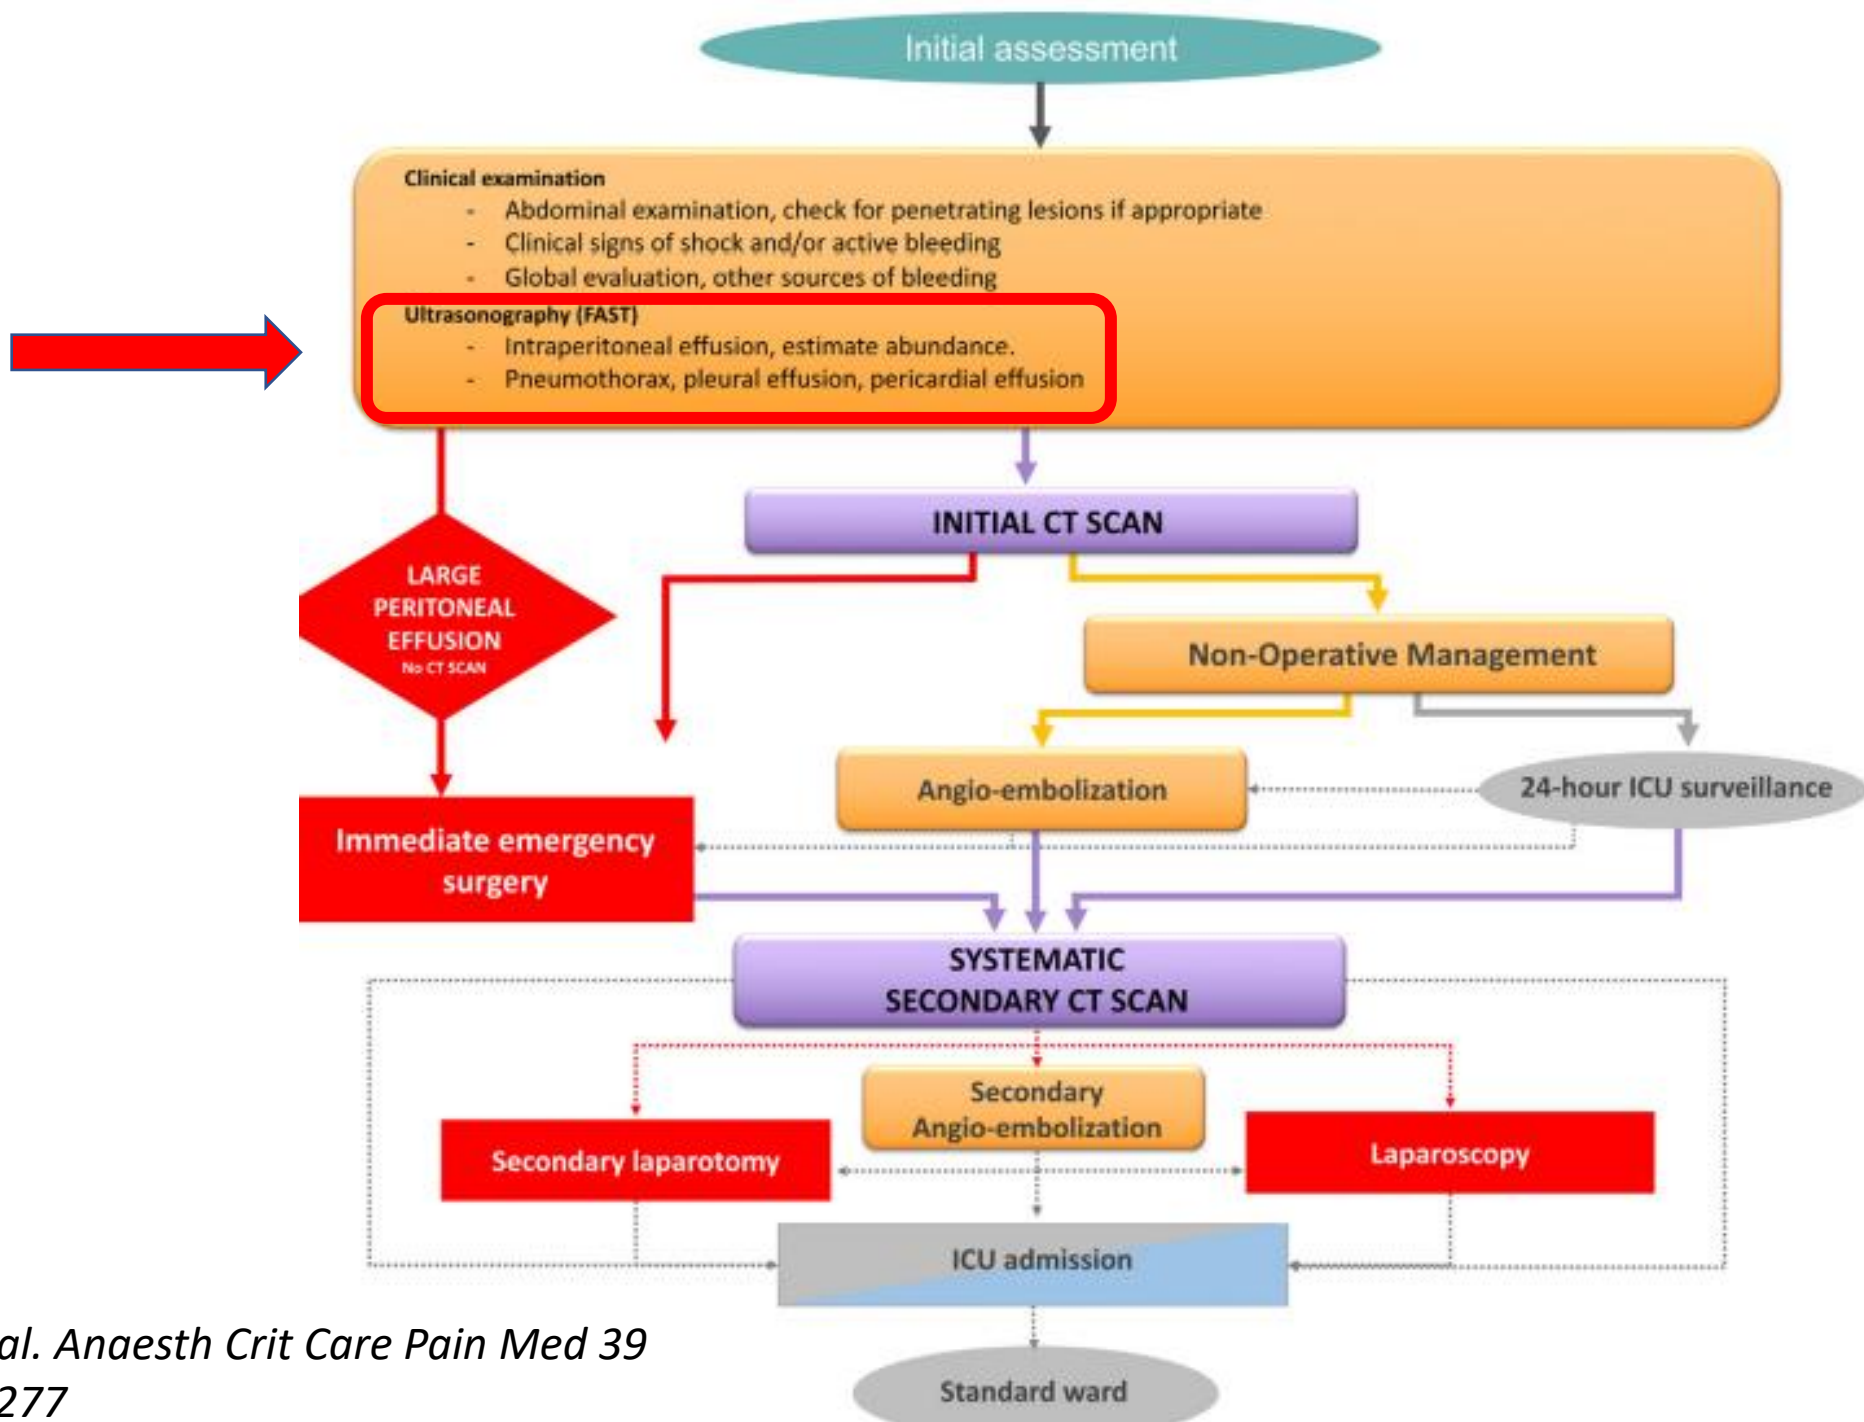 Initial assessment
Clinical examination
- Abdominal examination, check for penetrating lesions if appropriate
- Clinical signs of shock and/or active bleeding
- Global evaluation, other sources of bleeding
Ultrasonography (FAST)
- Intraperitoneal effusion, estimate abundance.
- Pneumothorax, pleural effusion, pericardial effusion
INITIAL CT SCAN
LARGE
PERITONEAL
EFFUSION
No CT SCAN
Non-Operative Management
Angio-embolization
24-hour ICU surveillance
Immediate emergency
surgery
SYSTEMATIC
SECONDARY CT SCAN
Secondary
Angio-embolization
Secondary laparotomy
Laparoscopy
ICU admission
Standard ward
al. Anaesth Crit Care Pain Med 39
277